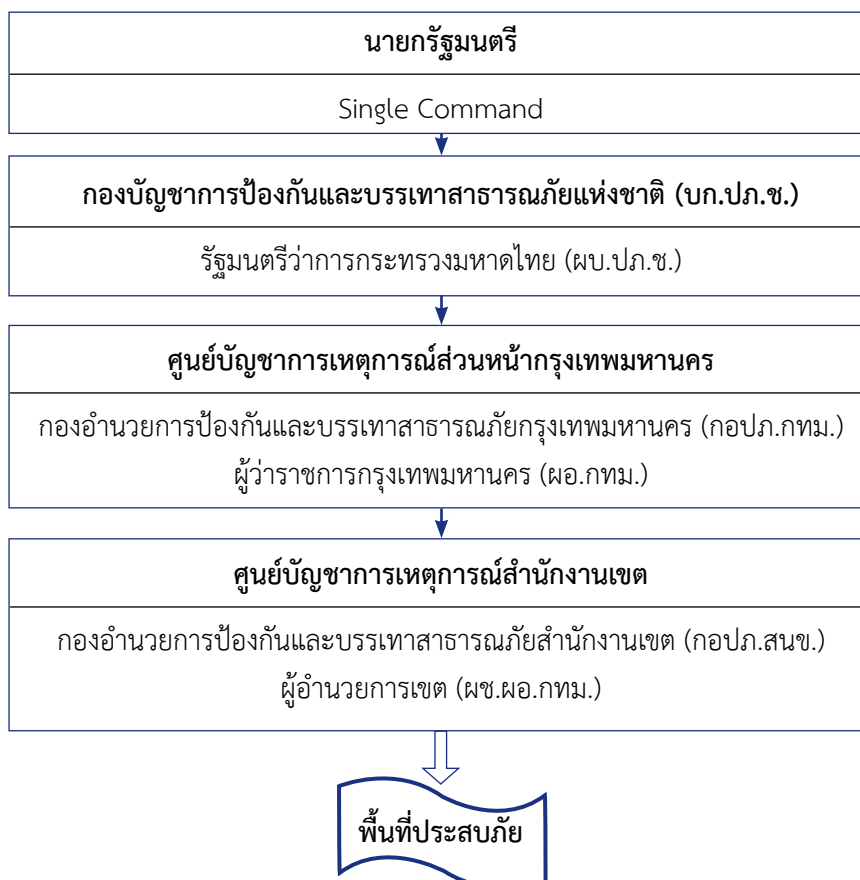 นายกรัฐมนตรี
Single Command
กองบัญชาการป้องกันและบรรเทาสาธารณภัยแห่งชาติ (บก.ปภ.ช.)
รัฐมนตรีว่าการกระทรวงมหาดไทย (ผบ.ปภ.ช.)
ศูนย์บัญชาการเหตุการณ์ส่วนหน้ากรุงเทพมหานคร
กองอำนวยการป้องกันและบรรเทาสาธารณภัยกรุงเทพมหานคร (กอปภ.กทม.)
ผู้ว่าราชการกรุงเทพมหานคร (ผอ.กทม.)
ศูนย์บัญชาการเหตุการณ์สำนักงานเขต
กองอำนวยการป้องกันและบรรเทาสาธารณภัยสำนักงานเขต (กอปภ.สนข.)
ผู้อำนวยการเขต (ผช.ผอ.กทม.)
พื้นที่ประสบภัย